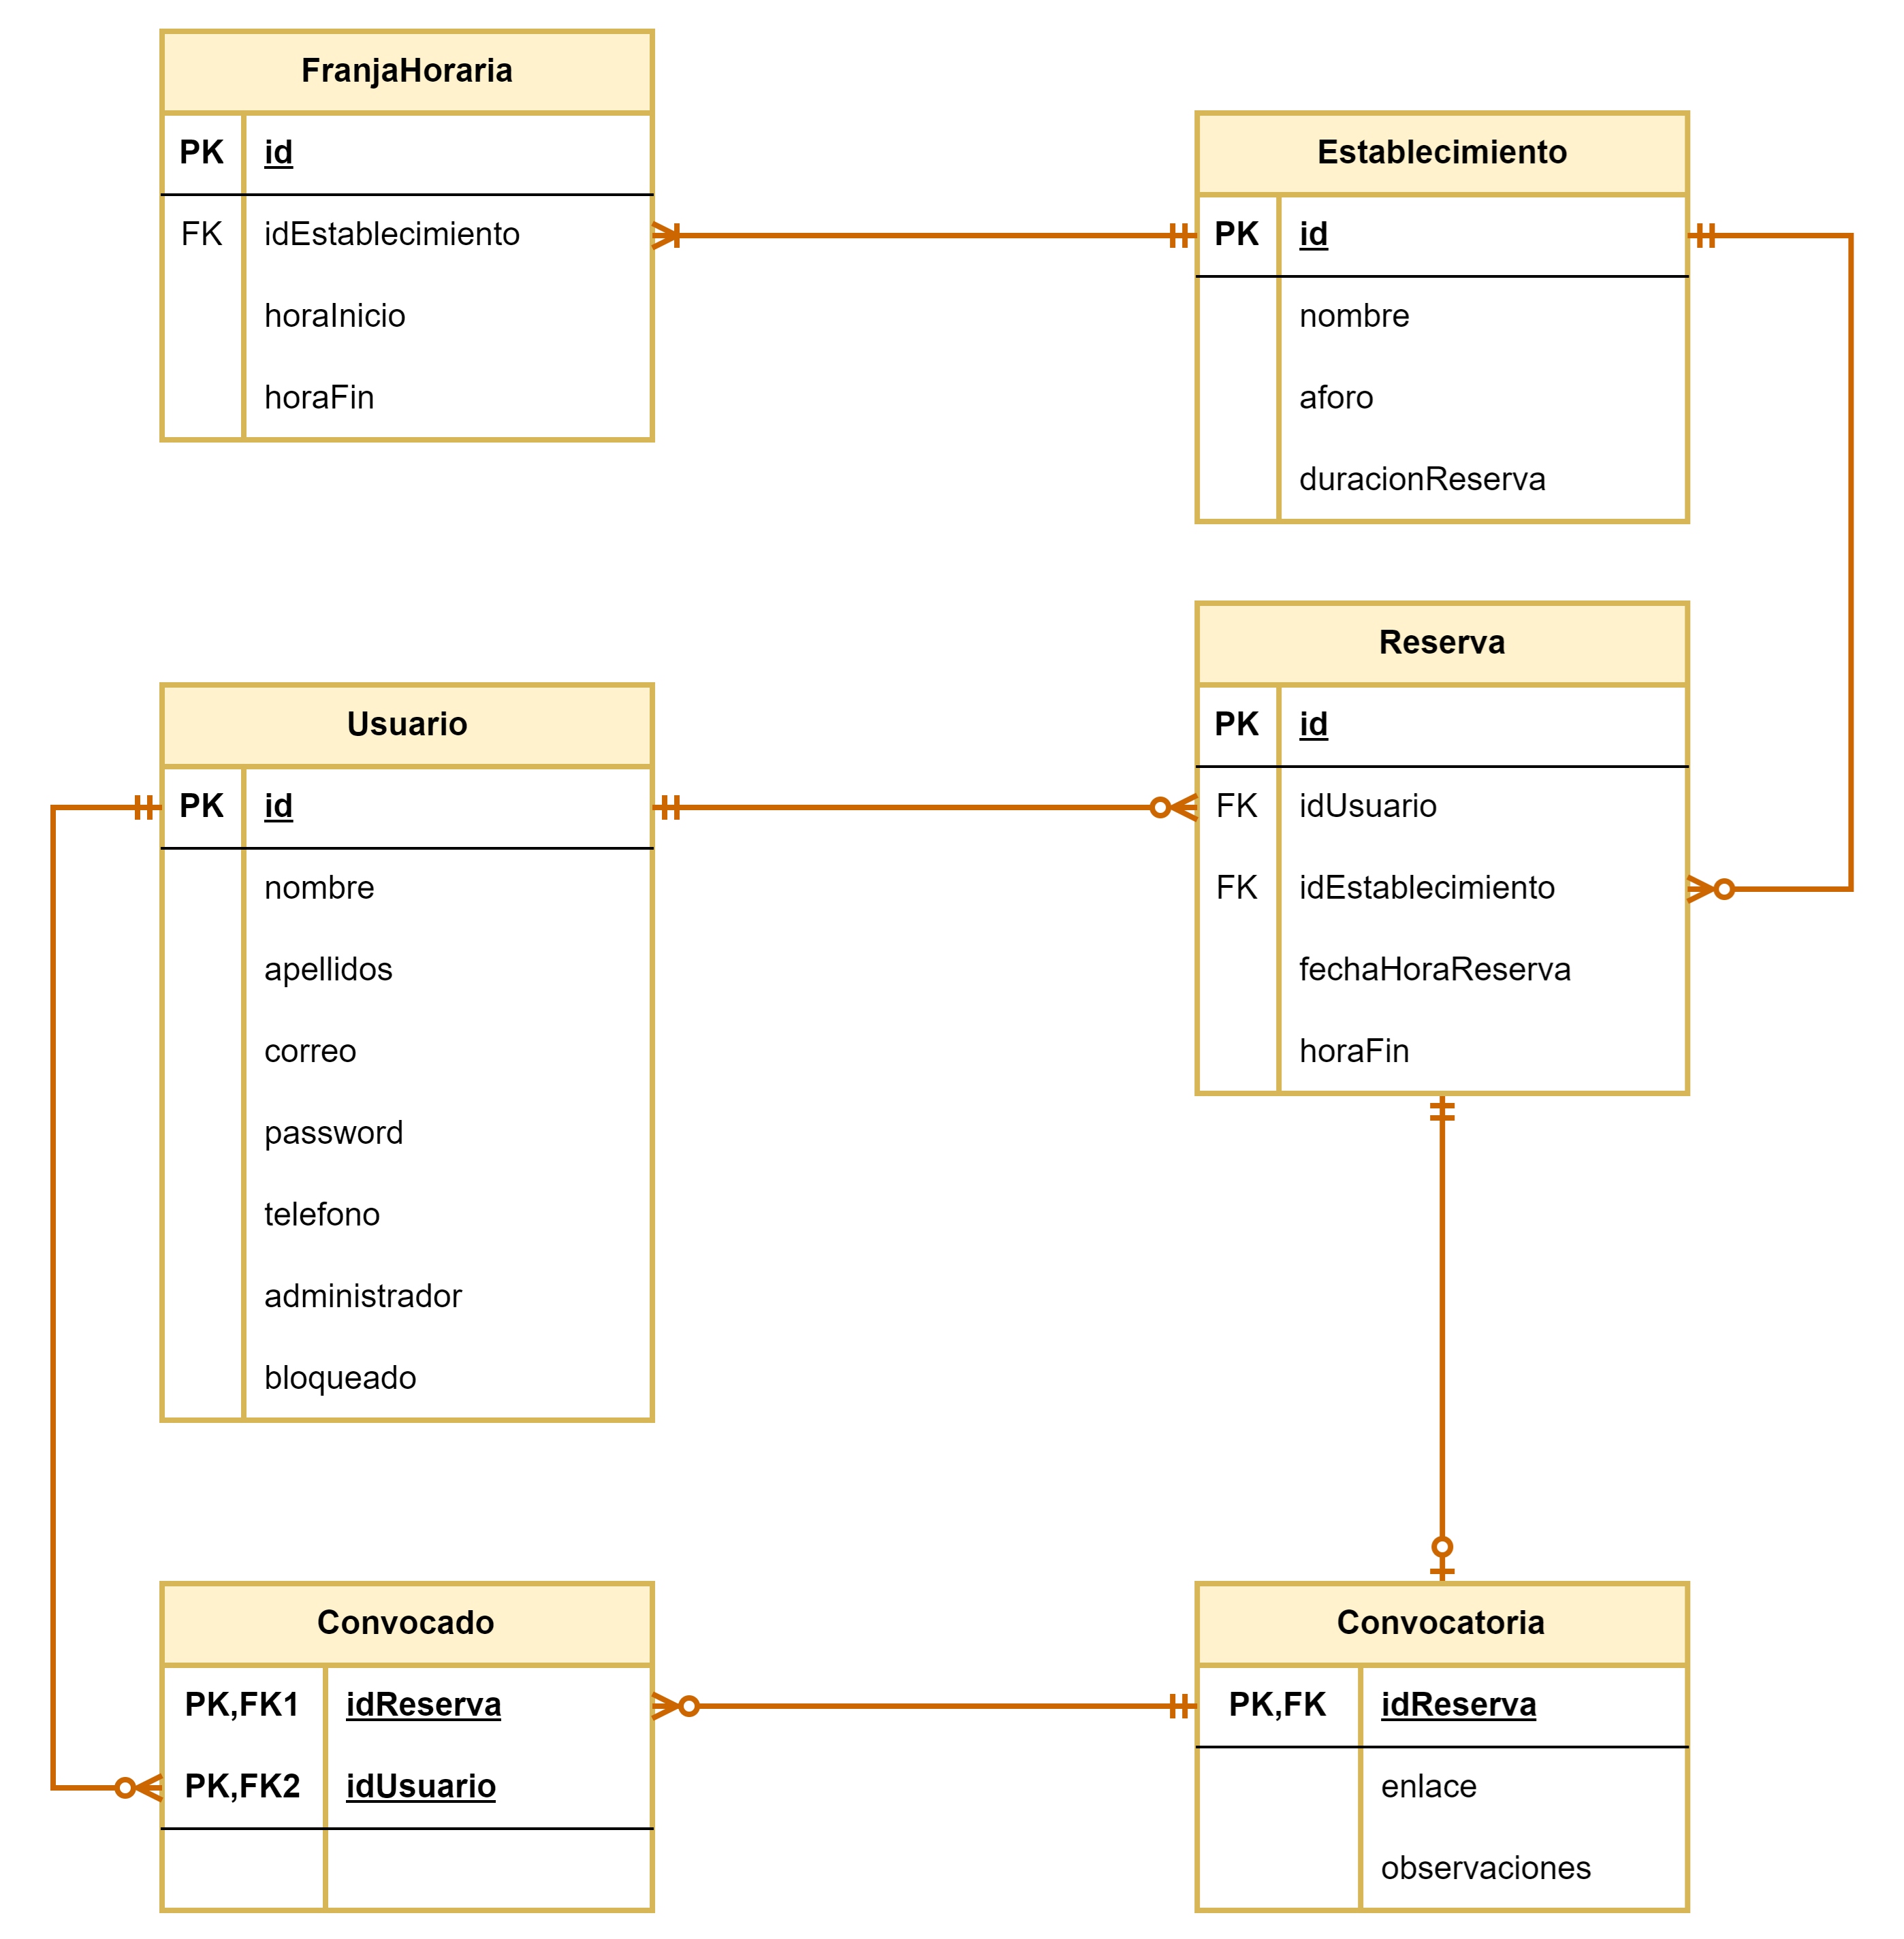 FranjaHoraria
PK id
FK idEstablecimiento
horaInicio
horaFin
Establecimiento
PK id
nombre
aforo
duracionReserva
Reserva
PK id
FK idUsuario
FK idEstablecimiento
fechaHoraReserva
horaFin
Usuario
PK id
nombre
apellidos
correo
password
telefono
administrador
bloqueado
Convocado
PK,FK1 idReserva
PK,FK2 idUsuario
Convocatoria
PK,FK idReserva
enlace
observaciones